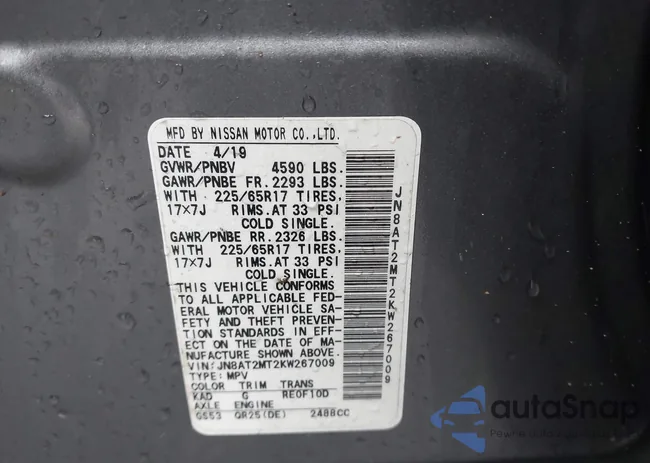 MFD BY NISSAN MOTOR CO.,LTD.
DATE 4/19
GVWR/PNBV 4590 LBS.
GAWR/PNBE FR. 2293 LBS.
WITH 225/65R17 TIRES,
17×7J RIMS. AT 33 PSI
COLD SINGLE.
GAWR/PNBE RR. 2326 LBS.
WITH 225/65R17 TIRES,
17×7J RIMS. AT 33 PSI
COLD SINGLE.
THIS VEHICLE CONFORMS
TO ALL APPLICABLE FED-
ERAL MOTOR VEHICLE SA-
FETY AND THEFT PREVEN-
TION STANDARDS IN EFF-
ECT ON THE DATE OF MA-
NUFACTURE SHOWN ABOVE.
VIN:JN8AT2MT2KW267009
TYPE:MPV
COLOR TRIM TRANS
KAD G RE0F10D
AXLE ENGINE
GS53 QR25(DE) 2488CC
JN8AT2MT2KW267009
autoSnap